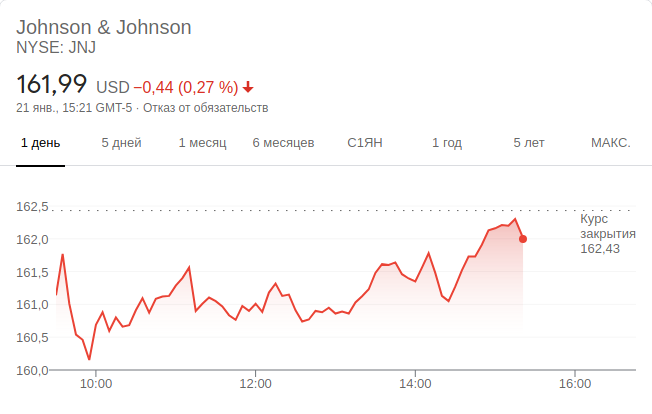 Johnson & Johnson
NYSE: JNJ
161,99 USD −0,44 (0,27 %)
21 янв., 15:21 GMT-5 · Отказ от обязательств
1 день 5 дней 1 месяц 6 месяцев С1ЯН 1 год 5 лет МАКС.
162,5
162,0
161,5
161,0
160,5
160,0
Курс
закрытия
162,43
10:00 12:00 14:00 16:00